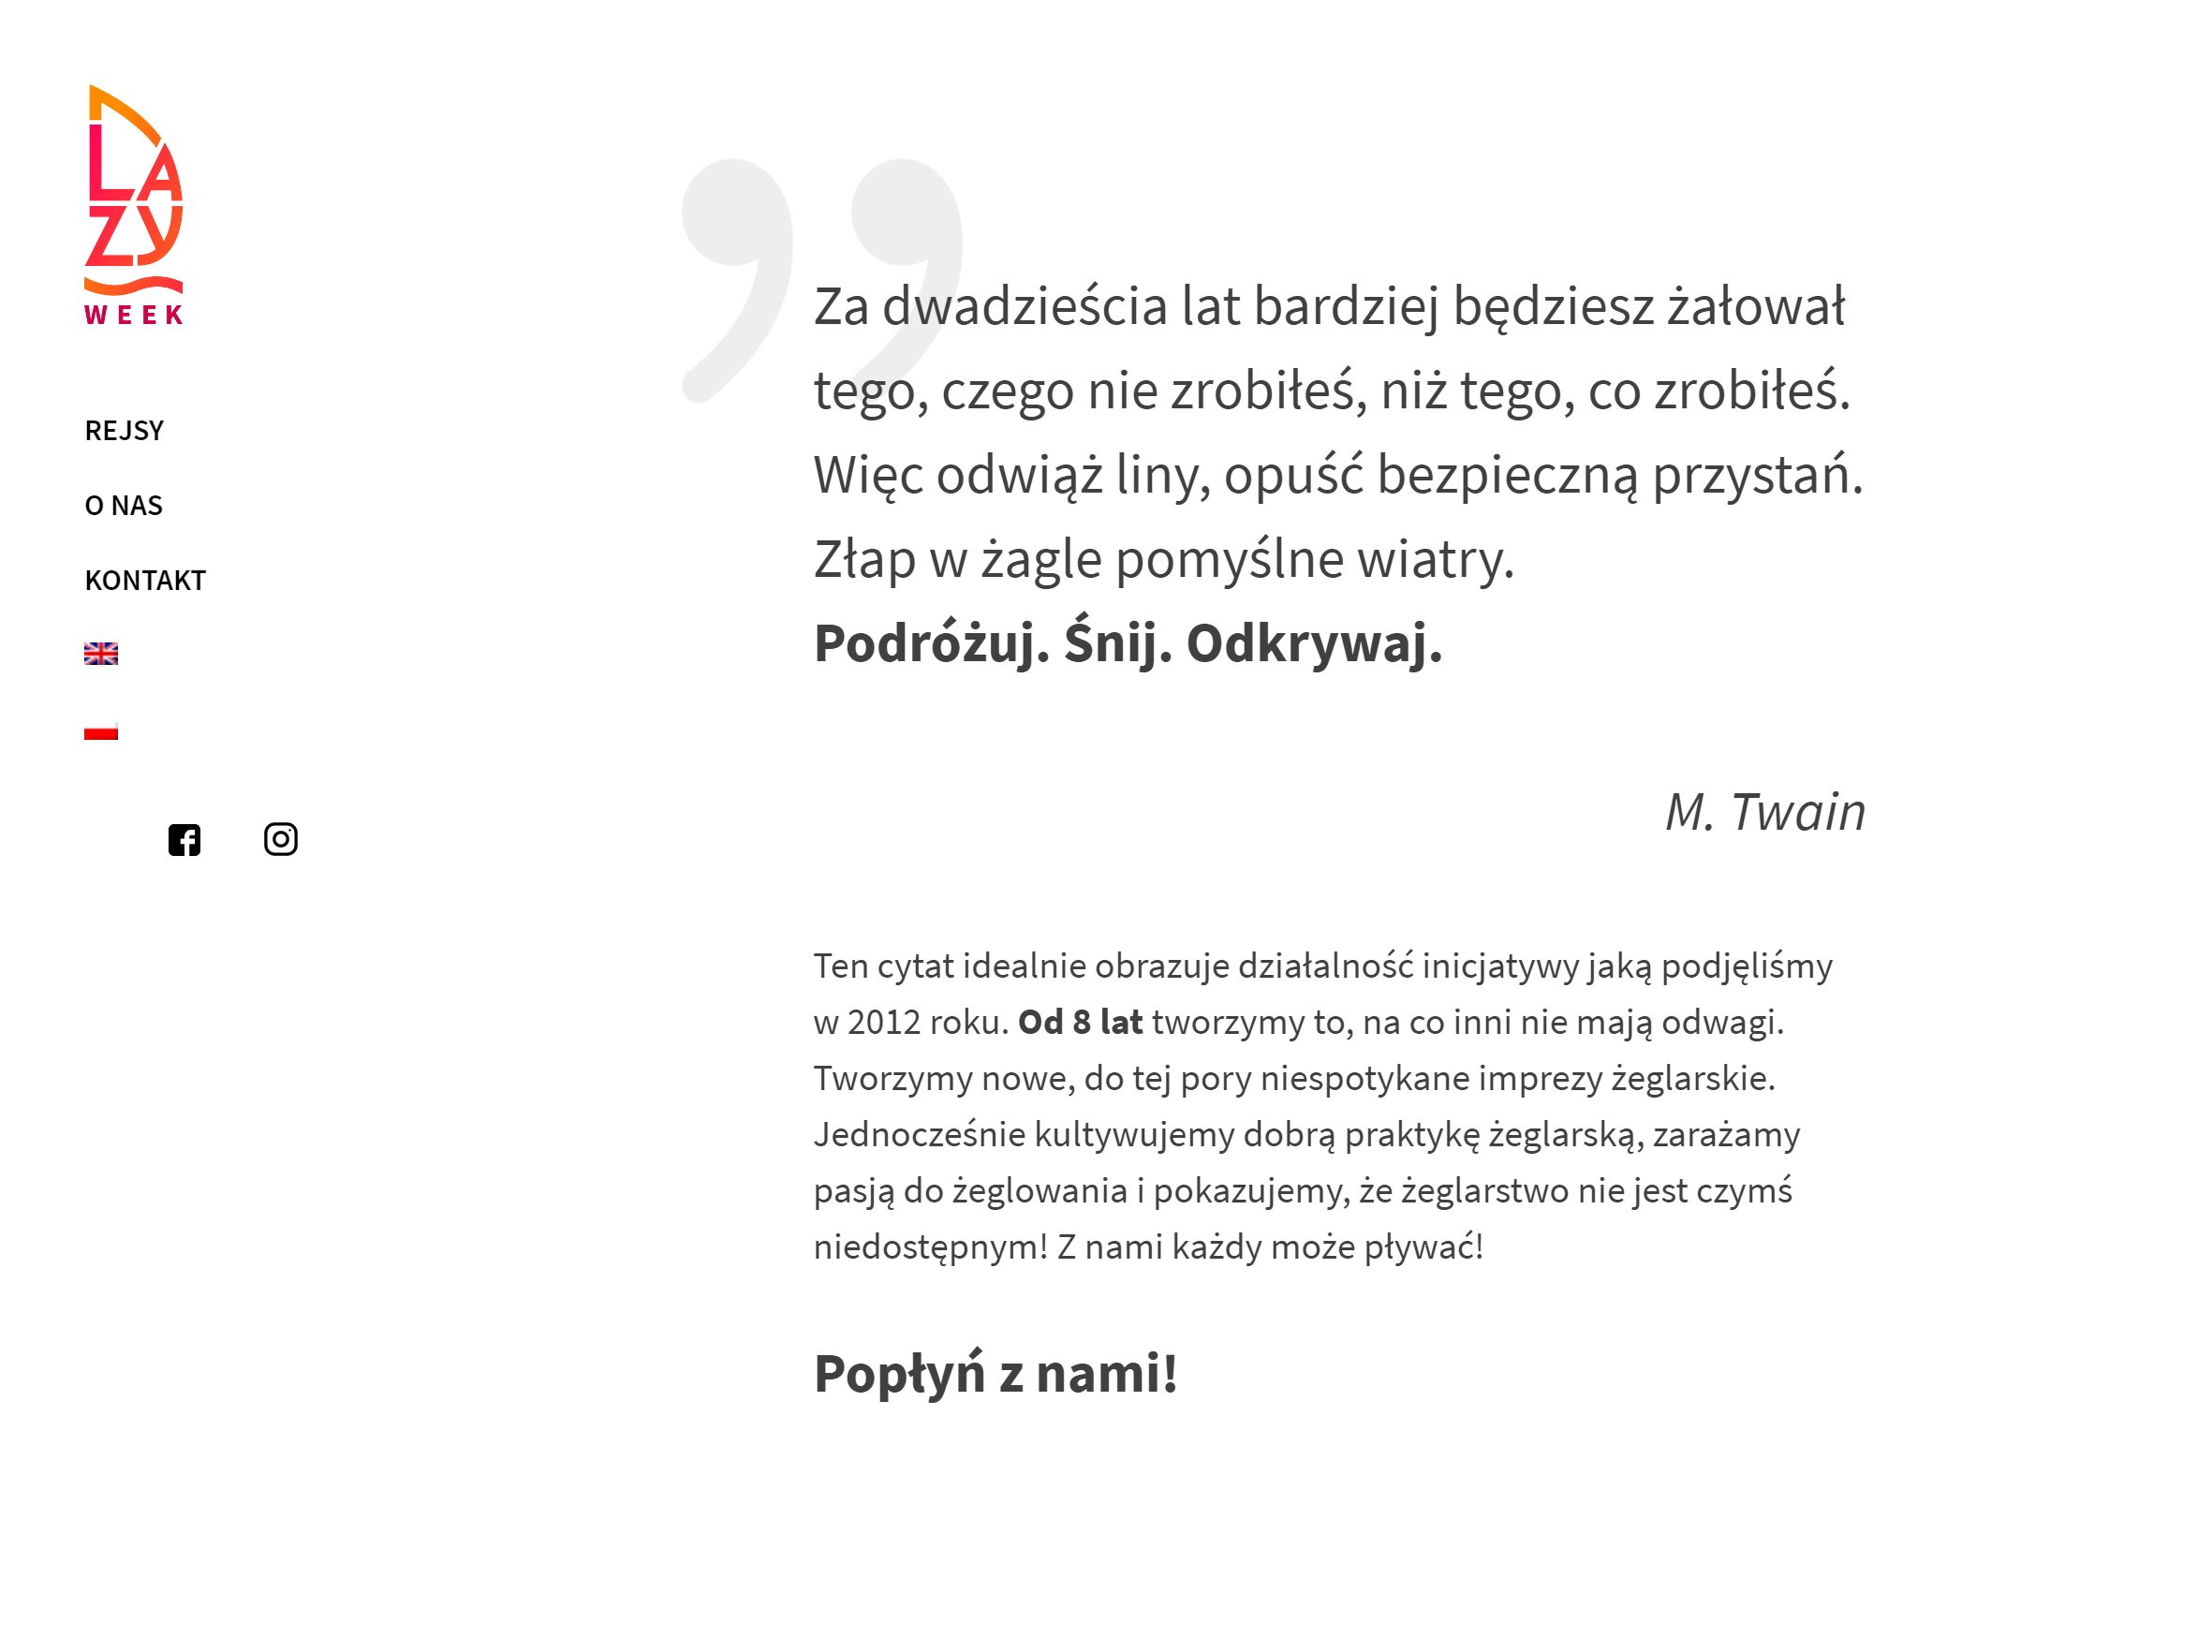 LAZY
WEEK
REJSY
O NAS
KONTAKT
Za dwadzieścia lat bardziej będziesz żałował
tego, czego nie zrobiłeś, niż tego, co zrobiłeś.
Więc odwiąż liny, opuść bezpieczną przystań.
Złap w żagle pomyślne wiatry.
Podróżuj. Śnij. Odkrywaj.
M. Twain
Ten cytat idealnie obrazuje działalność inicjatywy jaką podjęliśmy
w 2012 roku. Od 8 lat tworzymy to, na co inni nie mają odwagi.
Tworzymy nowe, do tej pory niespotykane imprezy żeglarskie.
Jednocześnie kultywujemy dobrą praktykę żeglarską, zarażamy
pasją do żeglowania i pokazujemy, że żeglarstwo nie jest czymś
niedostępnym! Z nami każdy może pływać!
Popłyń z nami!